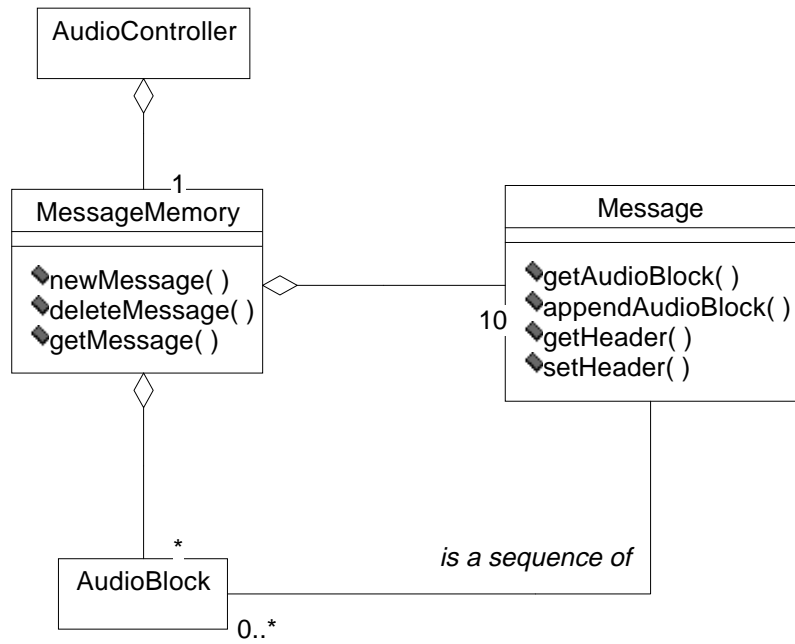 AudioController
1
MessageMemory
newMessage( )
deleteMessage( )
getMessage( )
10
Message
getAudioBlock( )
appendAudioBlock( )
getHeader( )
setHeader( )
*
AudioBlock
0..*
is a sequence of